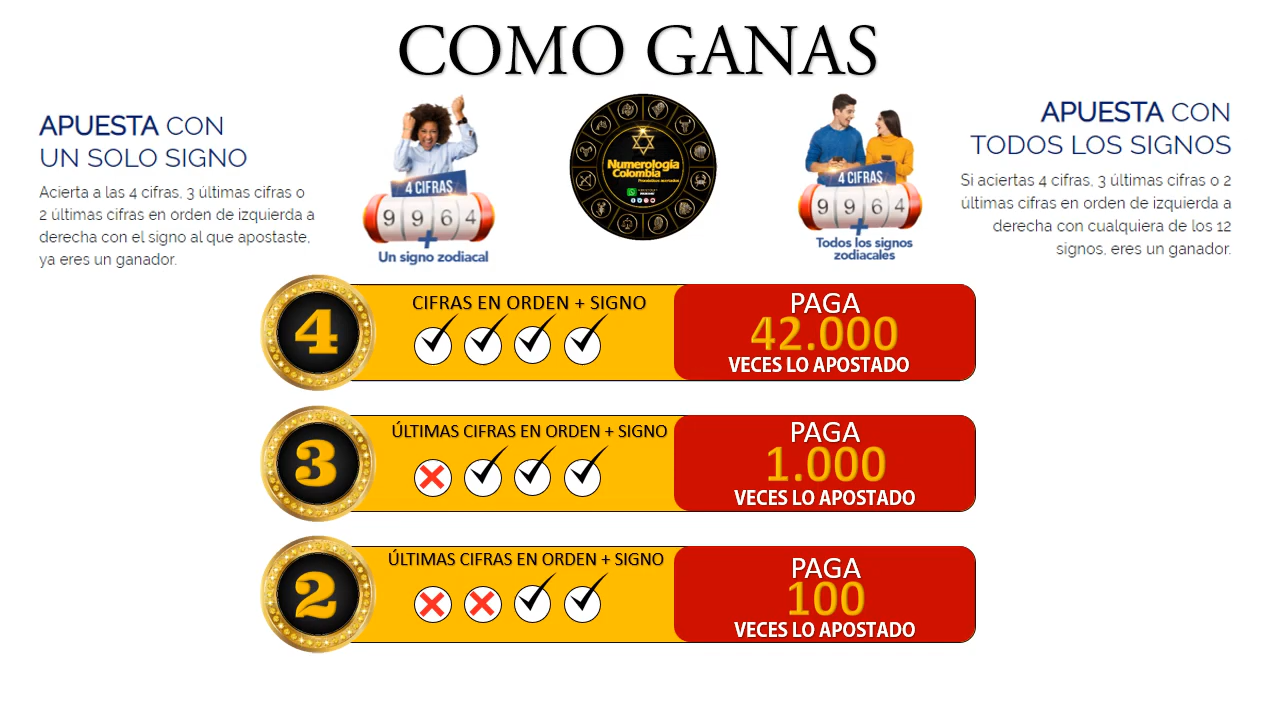 COMO GANAS
APUESTA CON
UN SOLO SIGNO
Acierta a las 4 cifras, 3 últimas cifras o
2 últimas cifras en orden de izquierda a
derecha con el signo al que apostaste,
ya eres un ganador.
4 CIFRAS
9 9 6 4
+
Un signo zodiacal
Numerología
Colombia
4 CIFRAS
9 9 6 4
+
Todos los signos
zodiacales
APUESTA CON
TODOS LOS SIGNOS
Si aciertas 4 cifras, 3 últimas cifras o 2
últimas cifras en orden de izquierda a
derecha con cualquiera de los 12
signos, eres un ganador.
4
CIFRAS EN ORDEN + SIGNO
PAGA
42.000
VECES LO APOSTADO
3
ÚLTIMAS CIFRAS EN ORDEN + SIGNO
PAGA
1.000
VECES LO APOSTADO
2
ÚLTIMAS CIFRAS EN ORDEN + SIGNO
PAGA
100
VECES LO APOSTADO